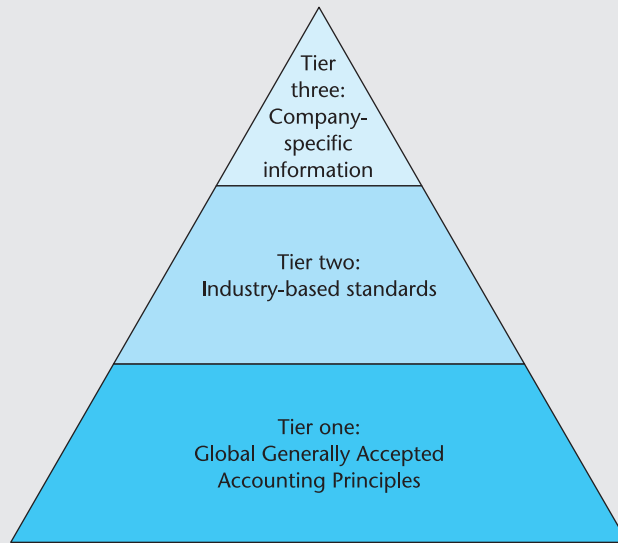 Tier
three:
Company-
specific
information
Tier two:
Industry-based standards
Tier one:
Global Generally Accepted
Accounting Principles